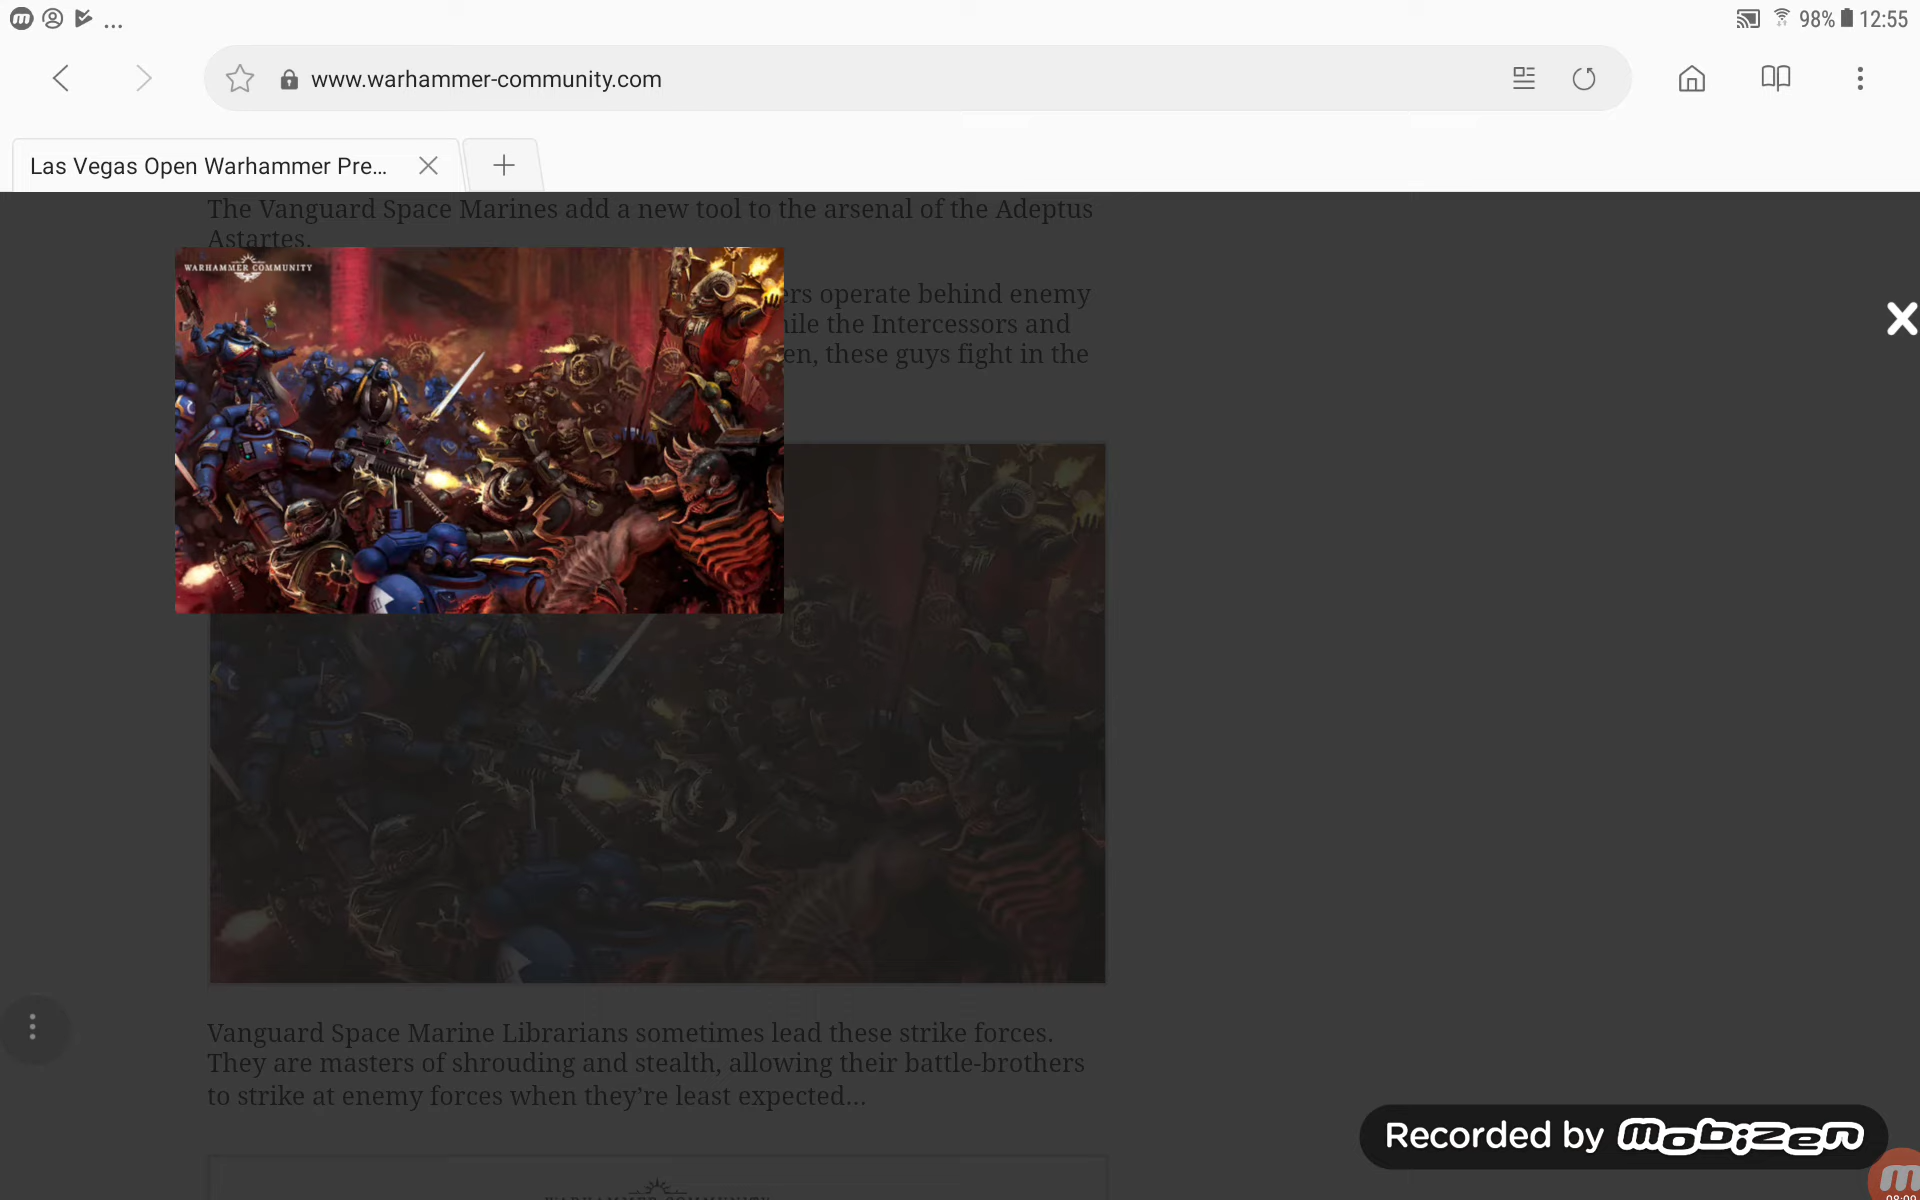 98% 12:55
www.warhammer-community.com
Las Vegas Open Warhammer Pre...
The Vanguard Space Marines add a new tool to the arsenal of the Adeptus
Astartes.
WARHAMMER COMMUNITY
operate behind enemy
the Intercessors and
these guys fight in the
Vanguard Space Marine Librarians sometimes lead these strike forces.
They are masters of shrouding and stealth, allowing their battle-brothers
to strike at enemy forces when they’re least expected…
Recorded by mobizen
WARHAMMER COMMUNITY